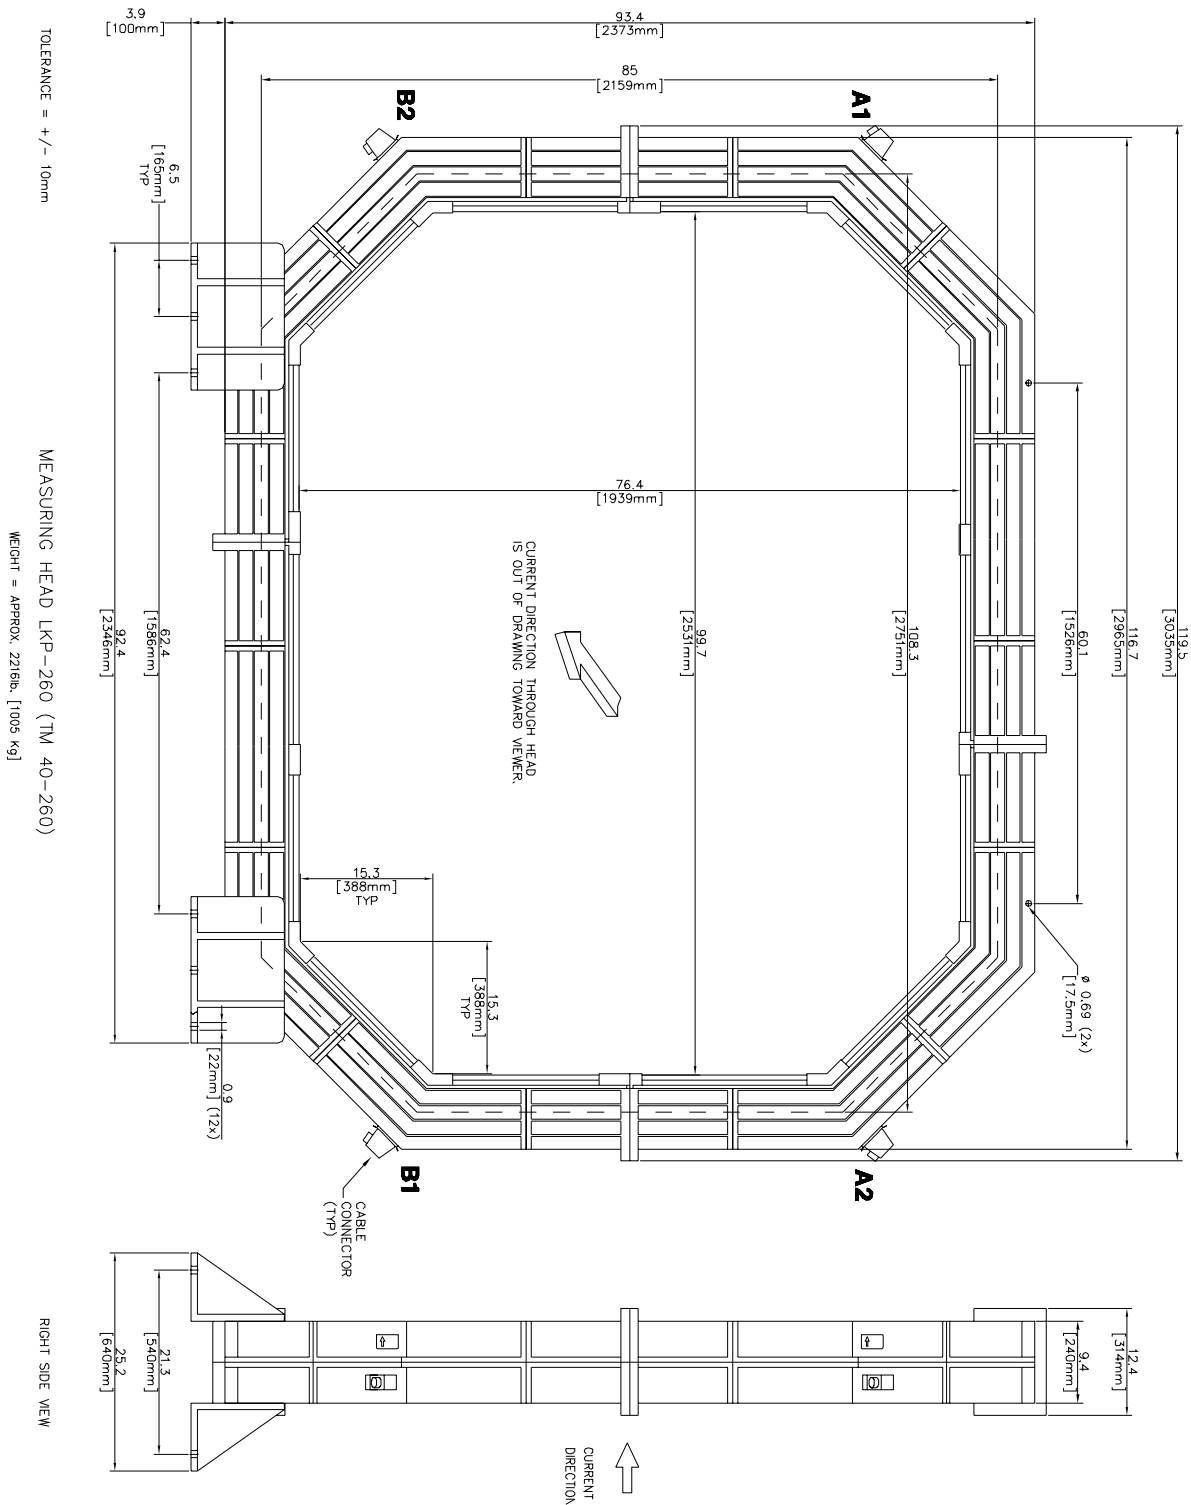 3.9
[100mm]
93.4
[2373mm]
85
[2159mm]
B2
A1
TOLERANCE = +/- 10mm
6.5
[165mm]
TYP
119.5
[3035mm]
116.7
[2965mm]
60.1
[1526mm]
108.3
[2751mm]
99.7
[2531mm]
76.4
[1939mm]
CURRENT DIRECTION THROUGH HEAD
IS OUT OF DRAWING TOWARD VIEWER.
62.4
[1586mm]
92.4
[2346mm]
MEASURING HEAD LKP-260 (TM 40-260)
WEIGHT = APPROX. 2216lb. [1005 Kg]
15.3
[388mm]
TYP
15.3
[388mm]
TYP
ø 0.69 (2x)
[17.5mm]
0.9
[22mm] (12x)
B1
A2
CABLE
CONNECTOR
(TYP)
12.4
[314mm]
9.4
[240mm]
21.3
[540mm]
25.2
[640mm]
RIGHT SIDE VIEW
CURRENT
DIRECTION